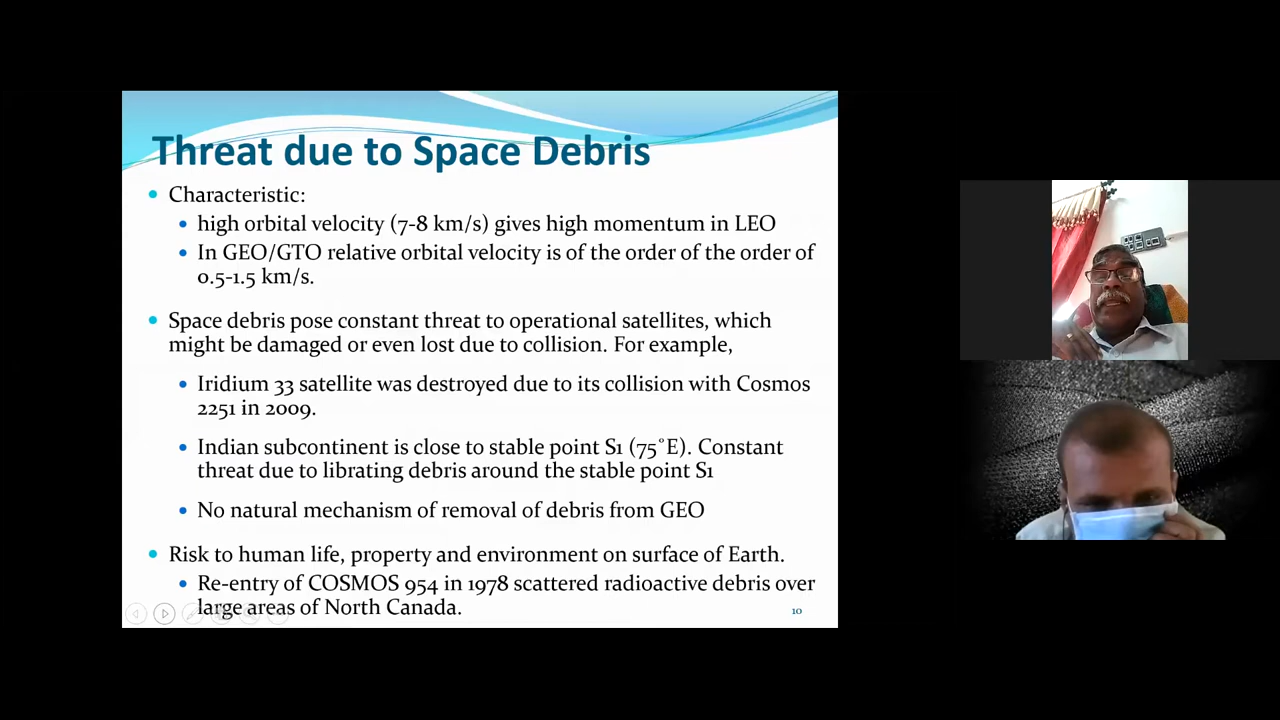 Threat due to Space Debris
Characteristic:
high orbital velocity (7-8 km/s) gives high momentum in LEO
In GEO/GTO relative orbital velocity is of the order of the order of
0.5-1.5 km/s.
Space debris pose constant threat to operational satellites, which
might be damaged or even lost due to collision. For example,
Iridium 33 satellite was destroyed due to its collision with Cosmos
2251 in 2009.
Indian subcontinent is close to stable point S1 (75°E). Constant
threat due to librating debris around the stable point S1
No natural mechanism of removal of debris from GEO
Risk to human life, property and environment on surface of Earth.
Re-entry of COSMOS 954 in 1978 scattered radioactive debris over
large areas of North Canada.
10